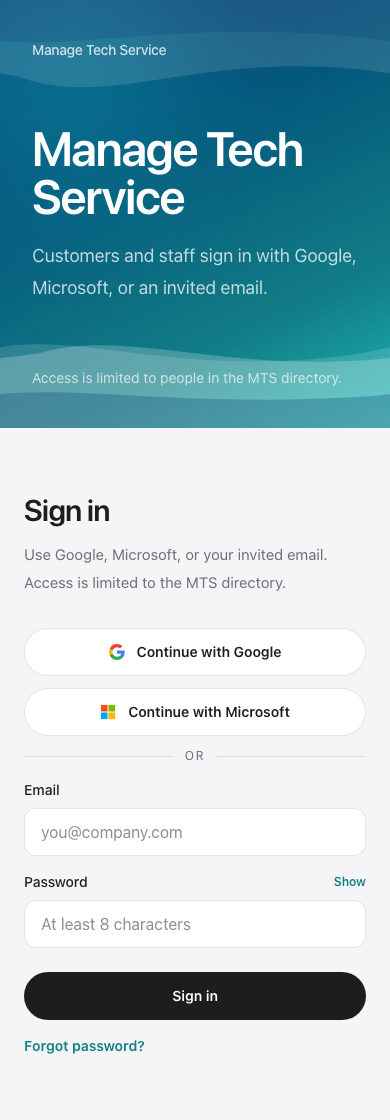 Manage Tech Service
Manage Tech
Service
Customers and staff sign in with Google,
Microsoft, or an invited email.
Access is limited to people in the MTS directory.
Sign in
Use Google, Microsoft, or your invited email.
Access is limited to the MTS directory.
Continue with Google
Continue with Microsoft
OR
Email
you@company.com
Password
Show
At least 8 characters
Sign in
Forgot password?